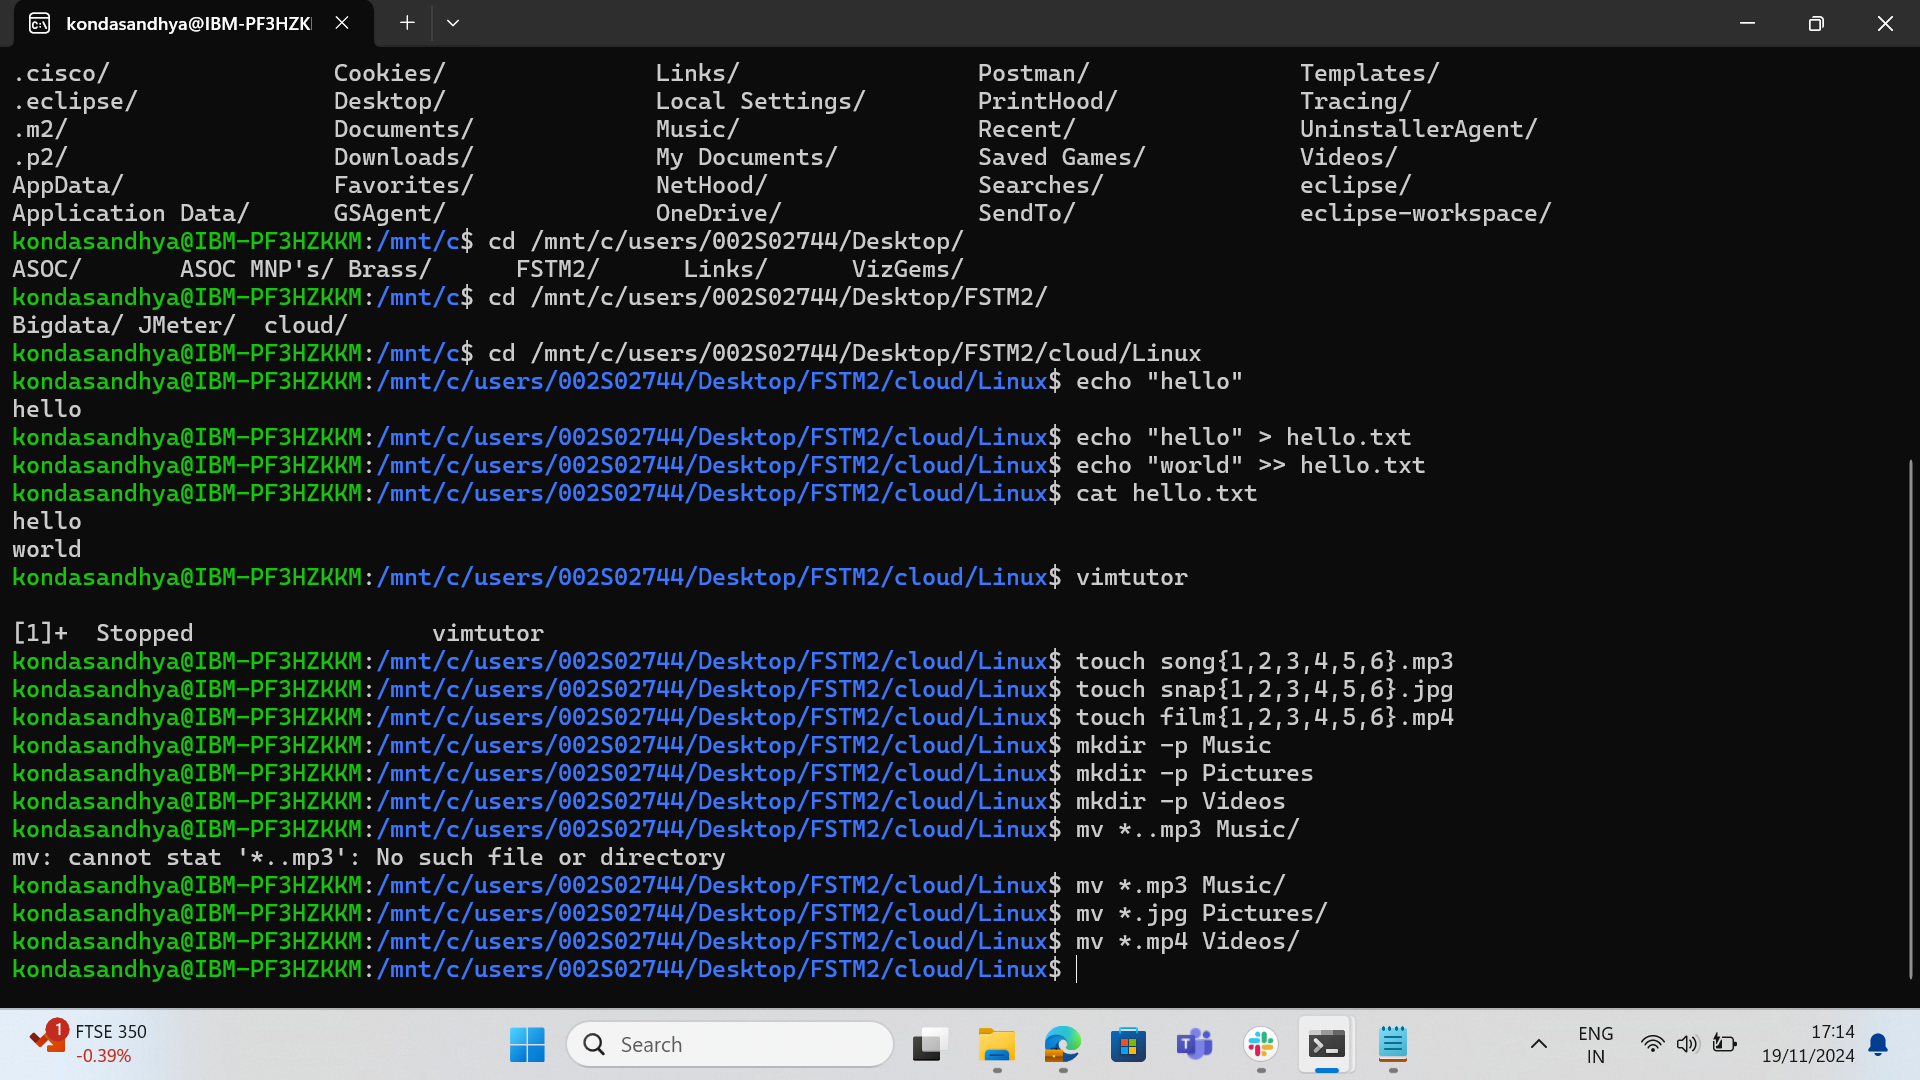 kondasandhya@IBM-PF3HZKI
.cisco/ Cookies/ Links/ Postman/ Templates/
.eclipse/ Desktop/ Local Settings/ PrintHood/ Tracing/
.m2/ Documents/ Music/ Recent/ UninstallerAgent/
.p2/ Downloads/ My Documents/ Saved Games/ Videos/
AppData/ Favorites/ NetHood/ Searches/ eclipse/
Application Data/ GSAgent/ OneDrive/ SendTo/ eclipse-workspace/
kondasandhya@IBM-PF3HZKKM:/mnt/c$ cd /mnt/c/users/002S02744/Desktop/
ASOC/ ASOC MNP's/ Brass/ FSTM2/ Links/ VizGems/
kondasandhya@IBM-PF3HZKKM:/mnt/c$ cd /mnt/c/users/002S02744/Desktop/FSTM2/
Bigdata/ JMeter/ cloud/
kondasandhya@IBM-PF3HZKKM:/mnt/c$ cd /mnt/c/users/002S02744/Desktop/FSTM2/cloud/Linux
kondasandhya@IBM-PF3HZKKM:/mnt/c/users/002S02744/Desktop/FSTM2/cloud/Linux$ echo "hello"
hello
kondasandhya@IBM-PF3HZKKM:/mnt/c/users/002S02744/Desktop/FSTM2/cloud/Linux$ echo "hello" > hello.txt
kondasandhya@IBM-PF3HZKKM:/mnt/c/users/002S02744/Desktop/FSTM2/cloud/Linux$ echo "world" >> hello.txt
kondasandhya@IBM-PF3HZKKM:/mnt/c/users/002S02744/Desktop/FSTM2/cloud/Linux$ cat hello.txt
hello
world
kondasandhya@IBM-PF3HZKKM:/mnt/c/users/002S02744/Desktop/FSTM2/cloud/Linux$ vimtutor
[1]+ Stopped vimtutor
kondasandhya@IBM-PF3HZKKM:/mnt/c/users/002S02744/Desktop/FSTM2/cloud/Linux$ touch song{1,2,3,4,5,6}.mp3
kondasandhya@IBM-PF3HZKKM:/mnt/c/users/002S02744/Desktop/FSTM2/cloud/Linux$ touch snap{1,2,3,4,5,6}.jpg
kondasandhya@IBM-PF3HZKKM:/mnt/c/users/002S02744/Desktop/FSTM2/cloud/Linux$ touch film{1,2,3,4,5,6}.mp4
kondasandhya@IBM-PF3HZKKM:/mnt/c/users/002S02744/Desktop/FSTM2/cloud/Linux$ mkdir -p Music
kondasandhya@IBM-PF3HZKKM:/mnt/c/users/002S02744/Desktop/FSTM2/cloud/Linux$ mkdir -p Pictures
kondasandhya@IBM-PF3HZKKM:/mnt/c/users/002S02744/Desktop/FSTM2/cloud/Linux$ mkdir -p Videos
kondasandhya@IBM-PF3HZKKM:/mnt/c/users/002S02744/Desktop/FSTM2/cloud/Linux$ mv *..mp3 Music/
mv: cannot stat '*..mp3': No such file or directory
kondasandhya@IBM-PF3HZKKM:/mnt/c/users/002S02744/Desktop/FSTM2/cloud/Linux$ mv *.mp3 Music/
kondasandhya@IBM-PF3HZKKM:/mnt/c/users/002S02744/Desktop/FSTM2/cloud/Linux$ mv *.jpg Pictures/
kondasandhya@IBM-PF3HZKKM:/mnt/c/users/002S02744/Desktop/FSTM2/cloud/Linux$ mv *.mp4 Videos/
kondasandhya@IBM-PF3HZKKM:/mnt/c/users/002S02744/Desktop/FSTM2/cloud/Linux$
1 FTSE 350
-0.39%
Search
ENG
IN
17:14
19/11/2024